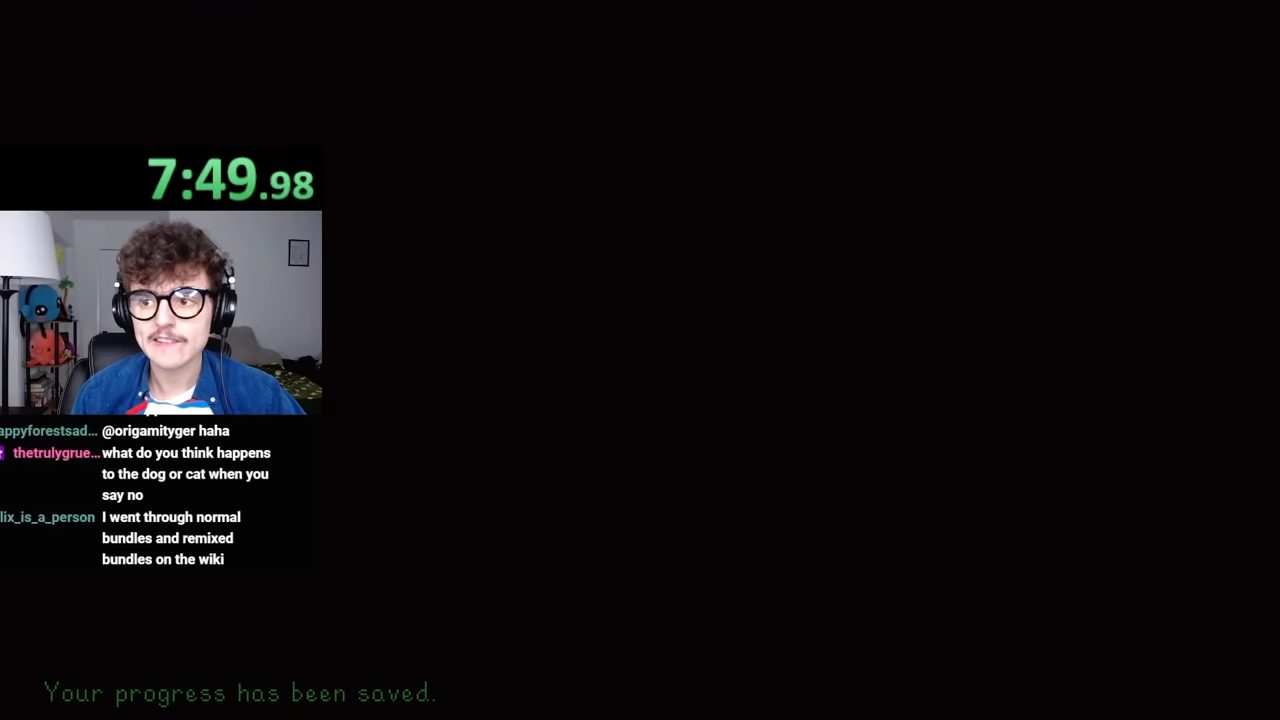 7:49.98
appyforestsad... @origamityger haha
thetrulygrue... what do you think happens
to the dog or cat when you
say no
lix_is_a_person I went through normal
bundles and remixed
bundles on the wiki
Your progress has been saved.